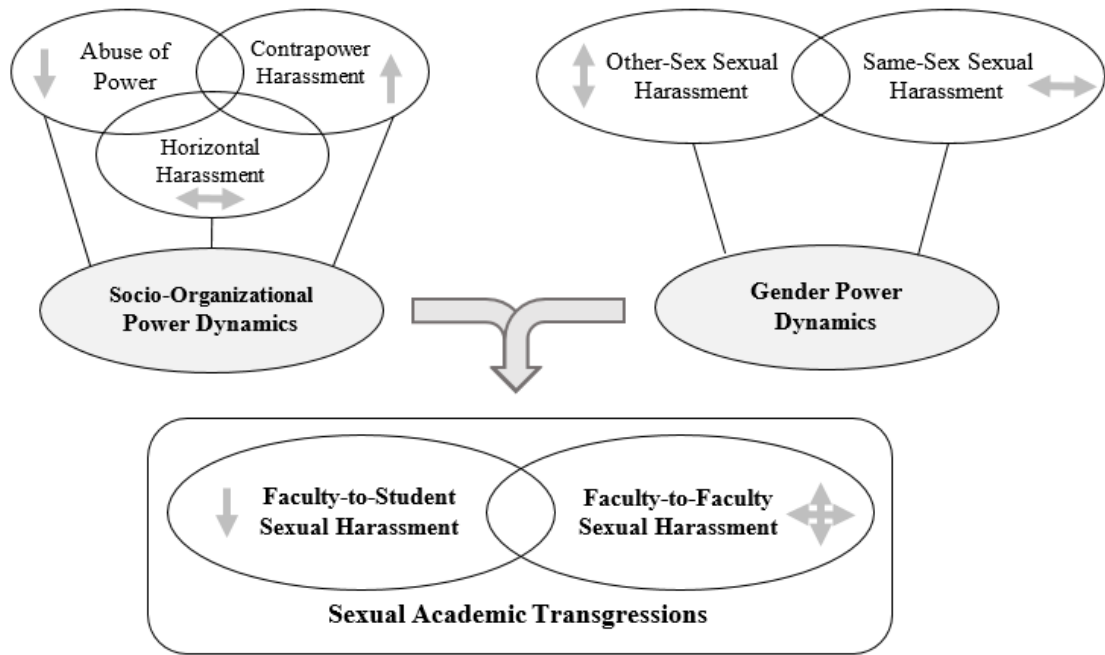 Abuse of
Power
Contrapower
Harassment
Horizontal
Harassment
Other-Sex Sexual
Harassment
Same-Sex Sexual
Harassment
Socio-Organizational
Power Dynamics
Gender Power
Dynamics
Faculty-to-Student
Sexual Harassment
Faculty-to-Faculty
Sexual Harassment
Sexual Academic Transgressions